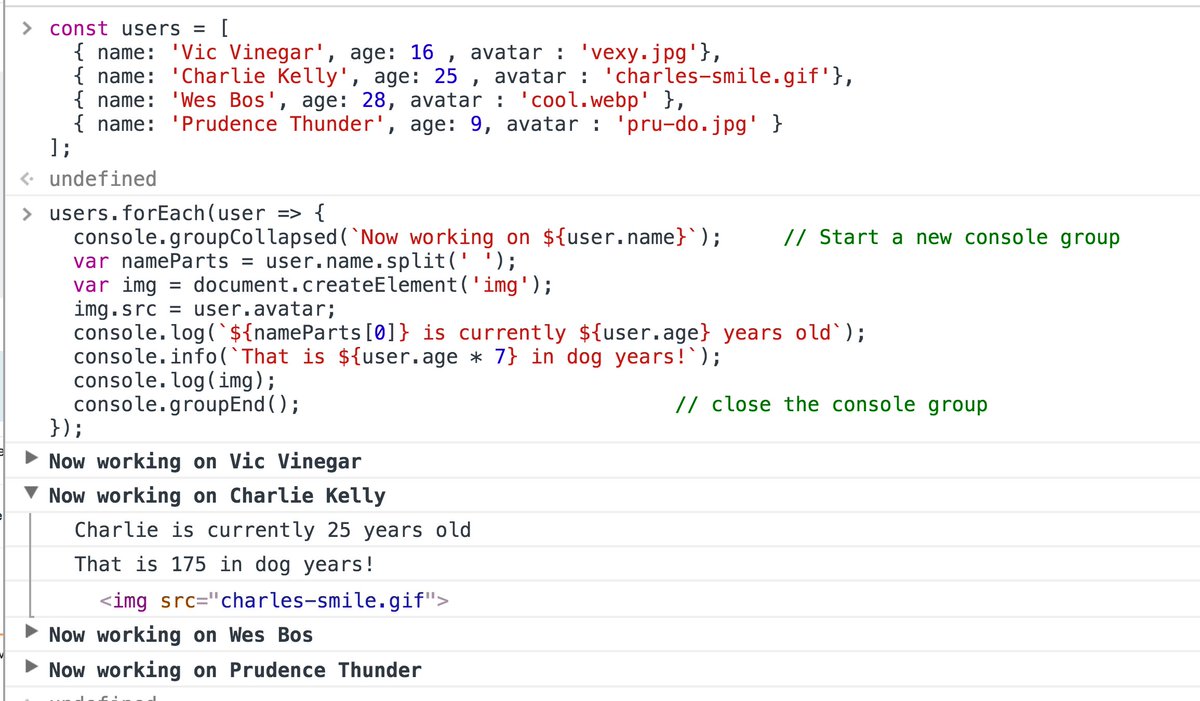 const users = [
{ name: 'Vic Vinegar', age: 16 , avatar : 'vexy.jpg'},
{ name: 'Charlie Kelly', age: 25 , avatar : 'charles-smile.gif'},
{ name: 'Wes Bos', age: 28, avatar : 'cool.webp' },
{ name: 'Prudence Thunder', age: 9, avatar : 'pru-do.jpg' }
];
undefined
users.forEach(user => {
console.groupCollapsed(`Now working on ${user.name}`); // Start a new console group
var nameParts = user.name.split(' ');
var img = document.createElement('img');
img.src = user.avatar;
console.log(`${nameParts[0]} is currently ${user.age} years old`);
console.info(`That is ${user.age * 7} in dog years!`);
console.log(img);
console.groupEnd(); // close the console group
});
Now working on Vic Vinegar
Now working on Charlie Kelly
Charlie is currently 25 years old
That is 175 in dog years!
<img src="charles-smile.gif">
Now working on Wes Bos
Now working on Prudence Thunder
undefined